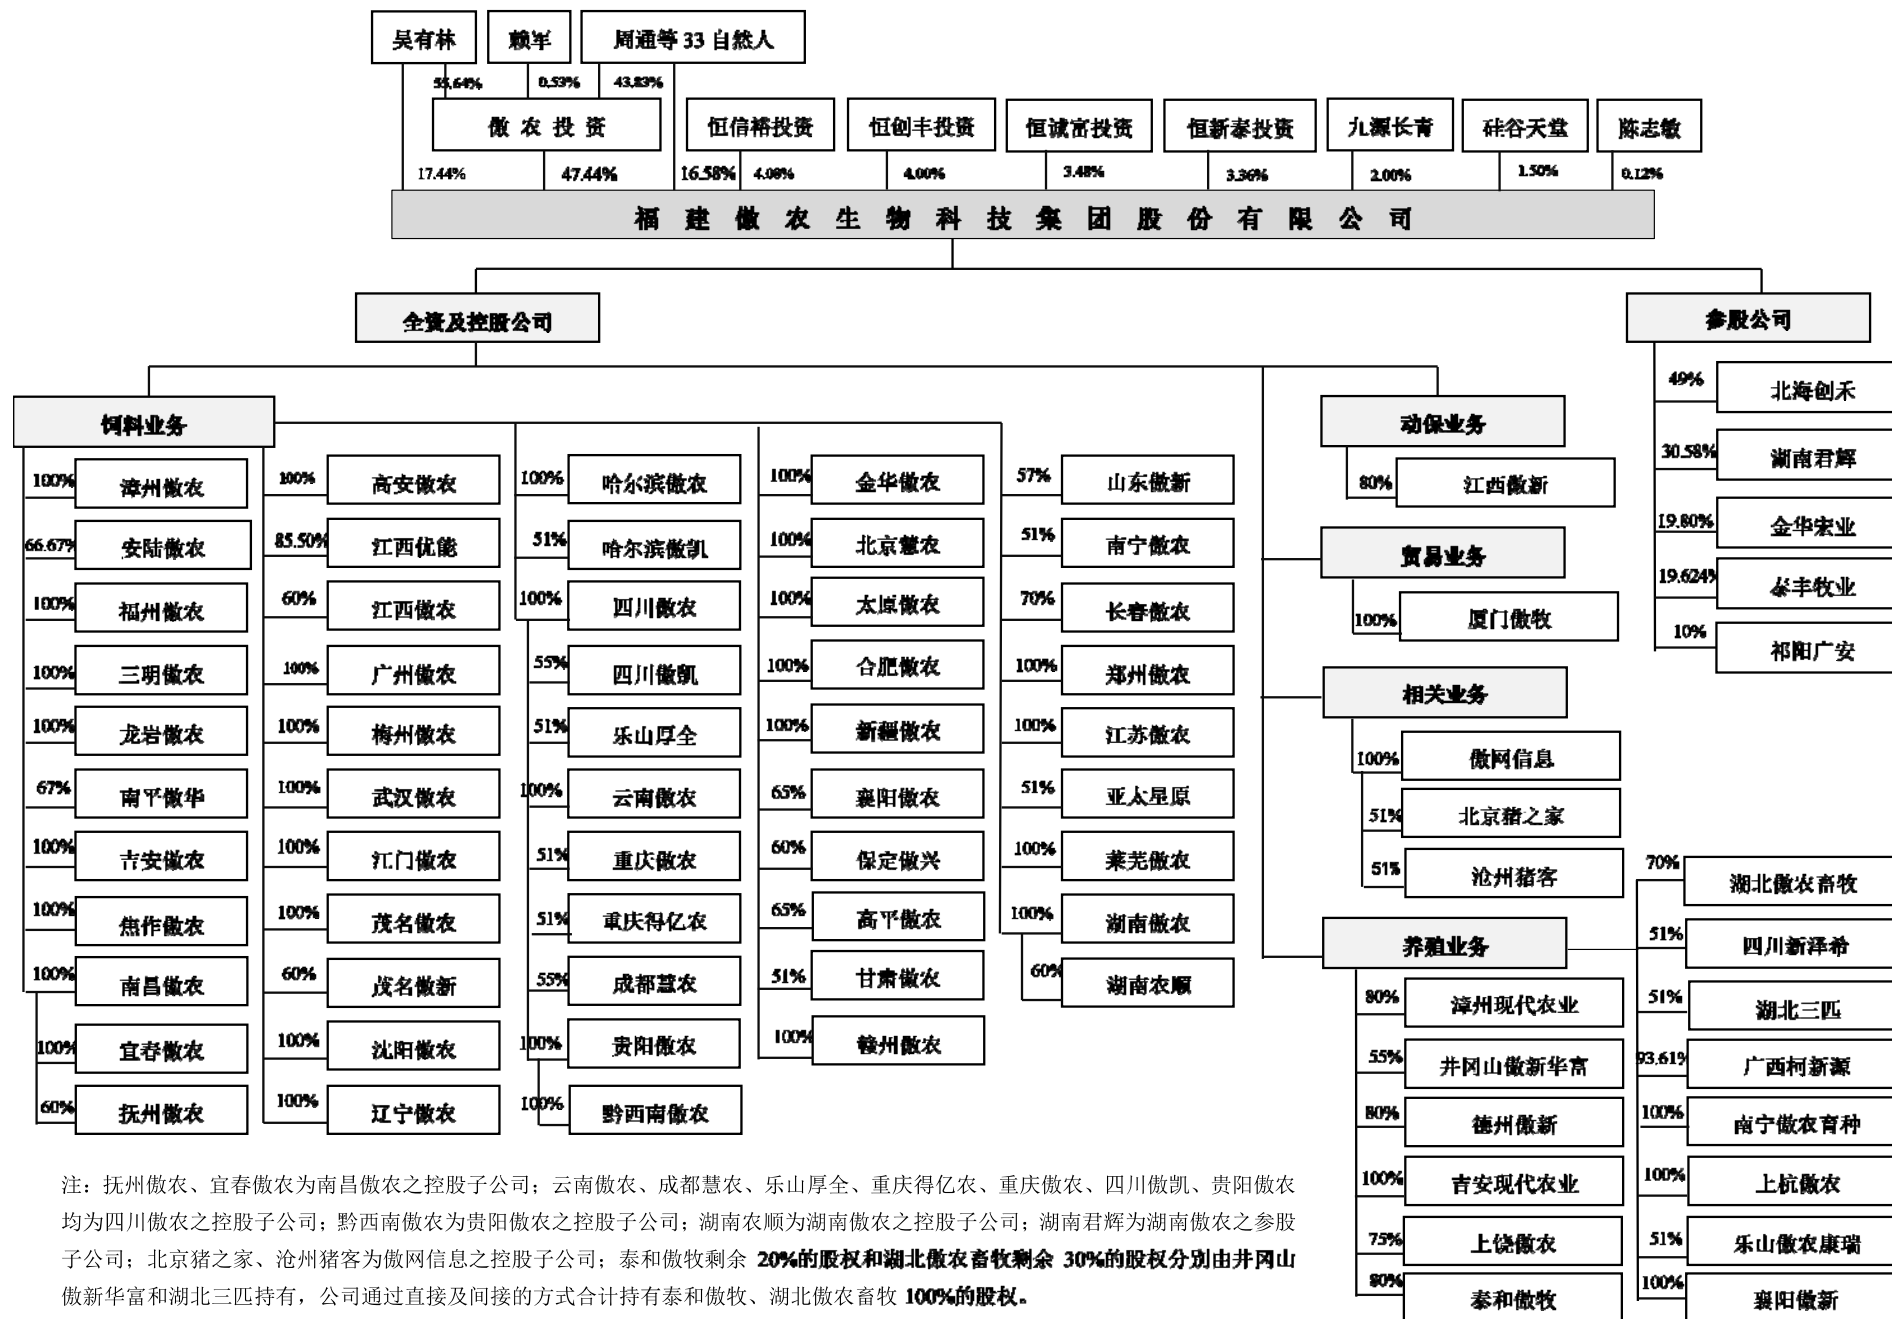 吴有林
赖军
周通等 33 自然人
55.64%
0.53%
43.83%
傲 农 投 资
恒信裕投资
恒创丰投资
恒诚富投资
恒新泰投资
九源长青
硅谷天堂
陈志敏
17.44%
47.44%
16.58%
4.08%
4.00%
3.48%
3.36%
2.00%
1.50%
0.12%
福 建 傲 农 生 物 科 技 集 团 股 份 有 限 公 司
全资及控股公司
参股公司
饲料业务
100%
漳州傲农
66.67%
安陆傲农
100%
福州傲农
100%
三明傲农
100%
龙岩傲农
67%
南平傲华
100%
吉安傲农
100%
焦作傲农
100%
南昌傲农
100%
宜春傲农
60%
抚州傲农
100%
高安傲农
85.50%
江西优能
60%
江西傲农
100%
广州傲农
100%
梅州傲农
100%
武汉傲农
100%
江门傲农
100%
茂名傲农
60%
茂名傲新
100%
沈阳傲农
100%
辽宁傲农
100%
哈尔滨傲农
51%
哈尔滨傲凯
100%
四川傲农
55%
四川傲凯
51%
乐山厚全
100%
云南傲农
51%
重庆傲农
51%
重庆得亿农
55%
成都慧农
100%
贵阳傲农
100%
黔西南傲农
100%
金华傲农
100%
北京慧农
100%
太原傲农
100%
合肥傲农
100%
新疆傲农
65%
襄阳傲农
60%
保定傲兴
65%
高平傲农
51%
甘肃傲农
100%
赣州傲农
57%
山东傲新
51%
南宁傲农
70%
长春傲农
100%
郑州傲农
100%
江苏傲农
51%
亚太星原
100%
莱芜傲农
100%
湖南傲农
60%
湖南农顺
动保业务
80%
江西傲新
贸易业务
100%
厦门傲牧
相关业务
100%
傲网信息
51%
北京猪之家
51%
沧州猪客
养殖业务
80%
漳州现代农业
55%
井冈山傲新华富
80%
德州傲新
100%
吉安现代农业
75%
上饶傲农
80%
泰和傲牧
70%
湖北傲农畜牧
51%
四川新泽希
51%
湖北三匹
93.61%
广西柯新源
100%
南宁傲农育种
100%
上杭傲农
51%
乐山傲农康瑞
100%
襄阳傲新
49%
北海创禾
30.58%
湖南君辉
19.80%
金华宏业
19.624%
泰丰牧业
10%
祁阳广安
注：抚州傲农、宜春傲农为南昌傲农之控股子公司；云南傲农、成都慧农、乐山厚全、重庆得亿农、重庆傲农、四川傲凯、贵阳傲农
均为四川傲农之控股子公司；黔西南傲农为贵阳傲农之控股子公司；湖南农顺为湖南傲农之控股子公司；湖南君辉为湖南傲农之参股
子公司；北京猪之家、沧州猪客为傲网信息之控股子公司；泰和傲牧剩余 20%的股权和湖北傲农畜牧剩余 30%的股权分别由井冈山
傲新华富和湖北三匹持有，公司通过直接及间接的方式合计持有泰和傲牧、湖北傲农畜牧 100%的股权。